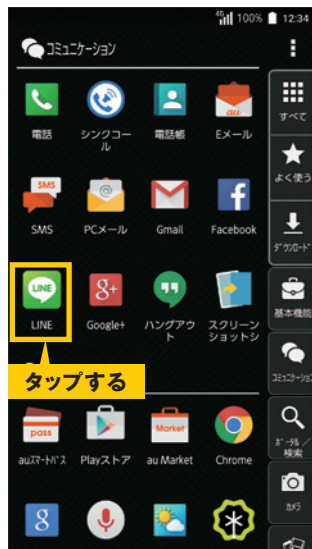 4G 100% 12:34
コミュニケーション
電話
シンクコー
ル
電話帳
au
Eメール
すべて
よく使う
SMS
SMS
PCメール
Gmail
Facebook
ダウンロード
LINE
LINE
Google+
ハングアウ
ト
スクリーン
ショットシ
基本機能
コミュニケーション
タップする
pass
auスマートパス
Playストア
Market
au Market
Chrome
ポータル／
検索
カメラ